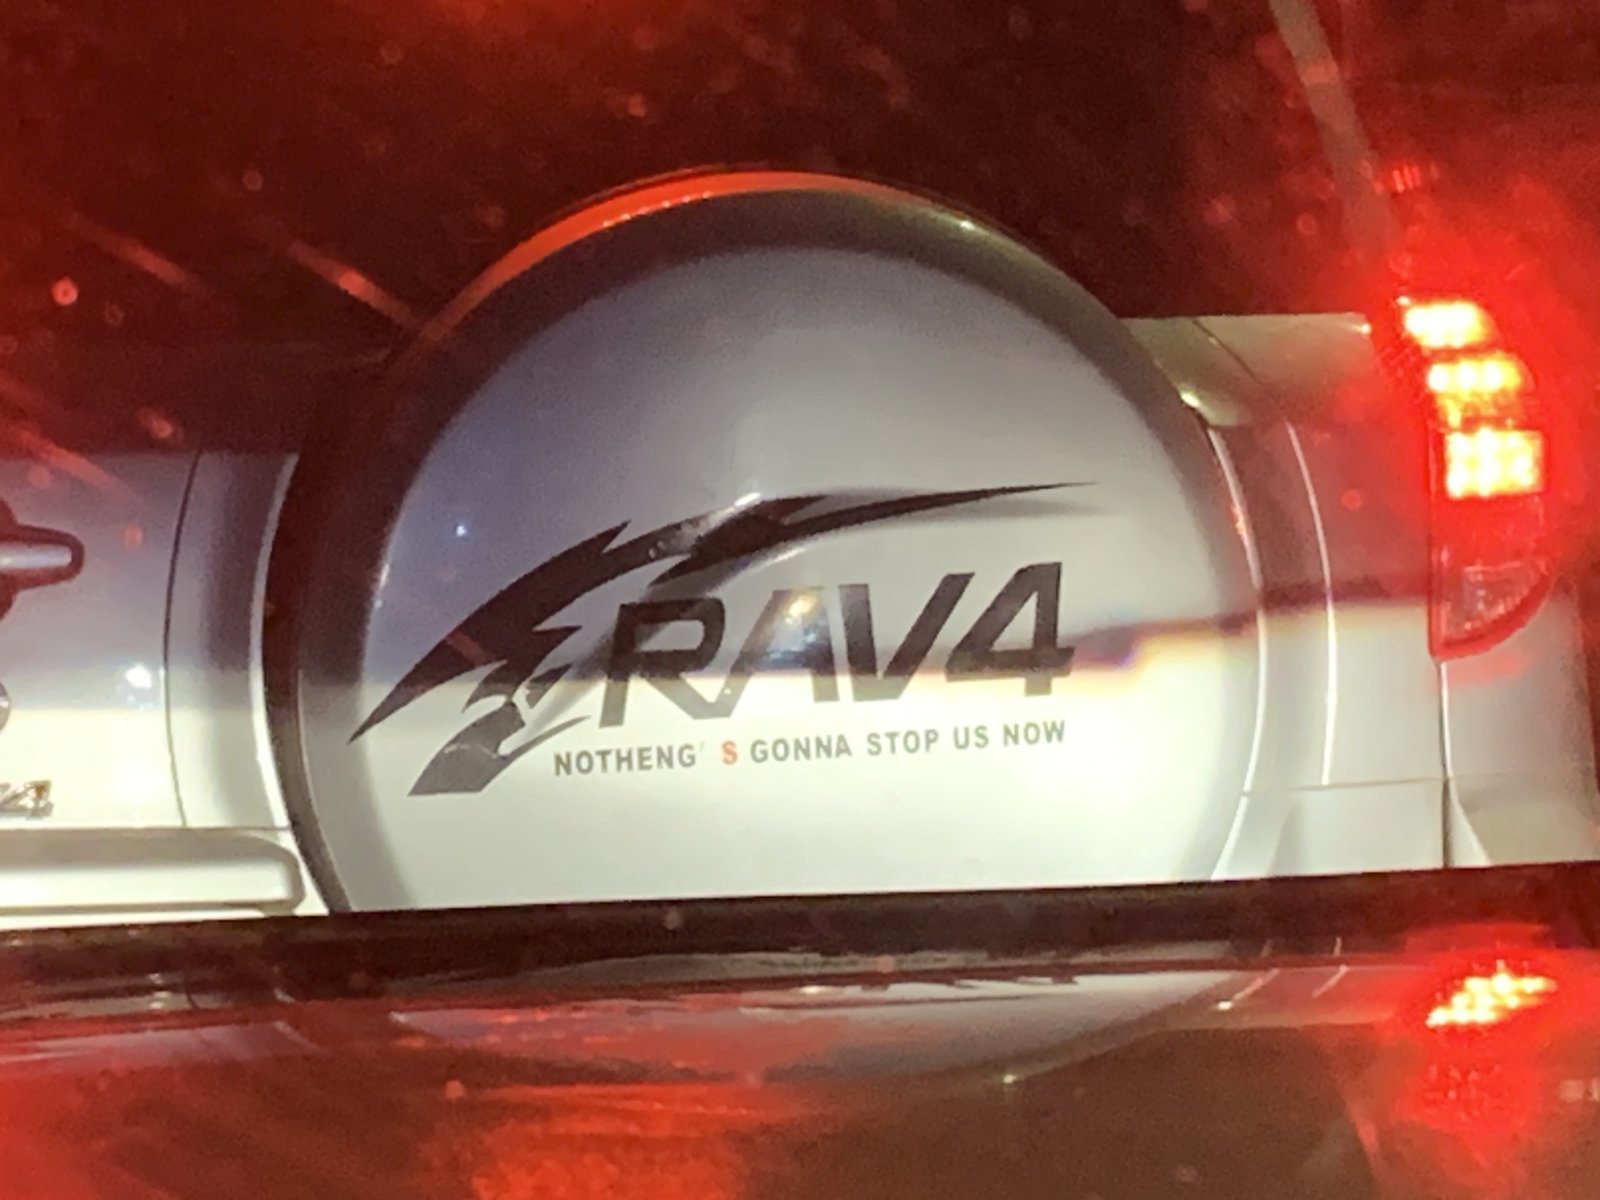 RAV4
NOTHENG' S GONNA STOP US NOW